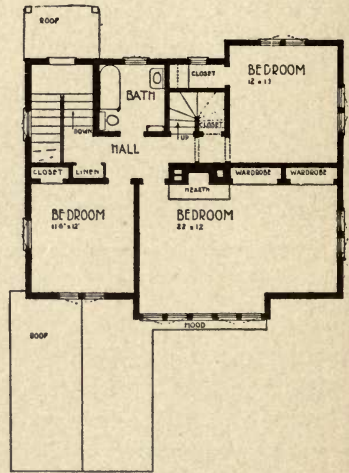 ROOF
CLOSET
BEDROOM
12 x 13
BATH
DOWN
UP
CLOSET
HALL
CLOSET
LINEN
HEARTH
WARDROBE
WARDROBE
BEDROOM
11'6" x 12'
BEDROOM
22 x 12
HOOD
ROOF